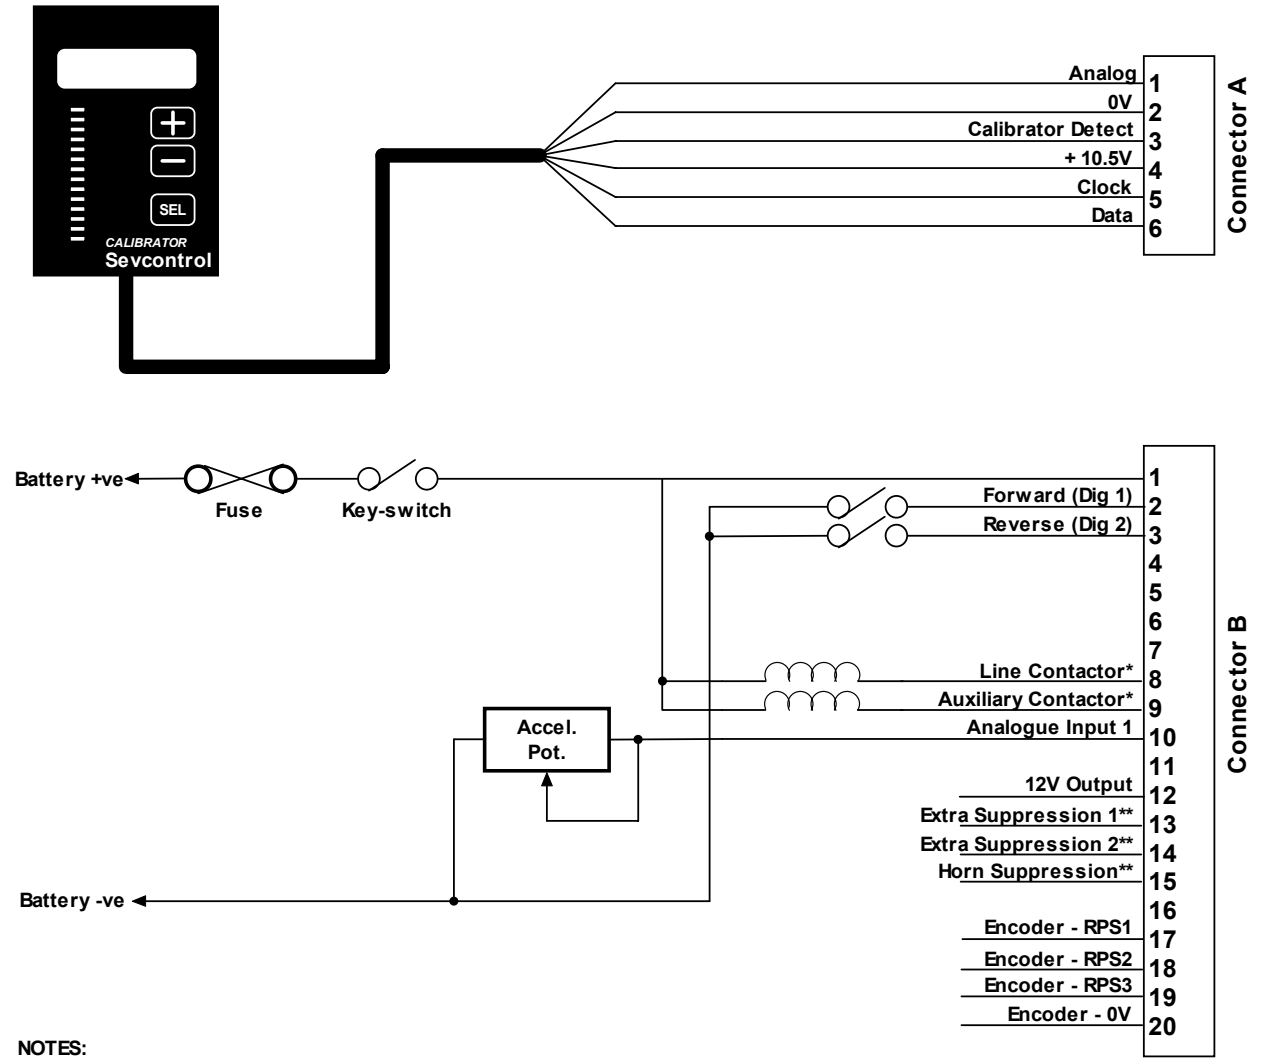 Analog
1
0V
2
Calibrator Detect
3
+ 10.5V
4
Clock
5
Data
6
Connector A
SEL
CALIBRATOR
Sevcontrol
Battery +ve
Fuse
Key-switch
1
Forward (Dig 1)
2
Reverse (Dig 2)
3
4
5
6
7
Line Contactor*
8
Auxiliary Contactor*
9
Accel.
Pot.
Analogue Input 1
10
11
12V Output
12
Extra Suppression 1**
13
Extra Suppression 2**
14
Horn Suppression**
15
Battery -ve
16
Encoder - RPS1
17
Encoder - RPS2
18
Encoder - RPS3
19
Encoder - 0V
20
Connector B
NOTES: